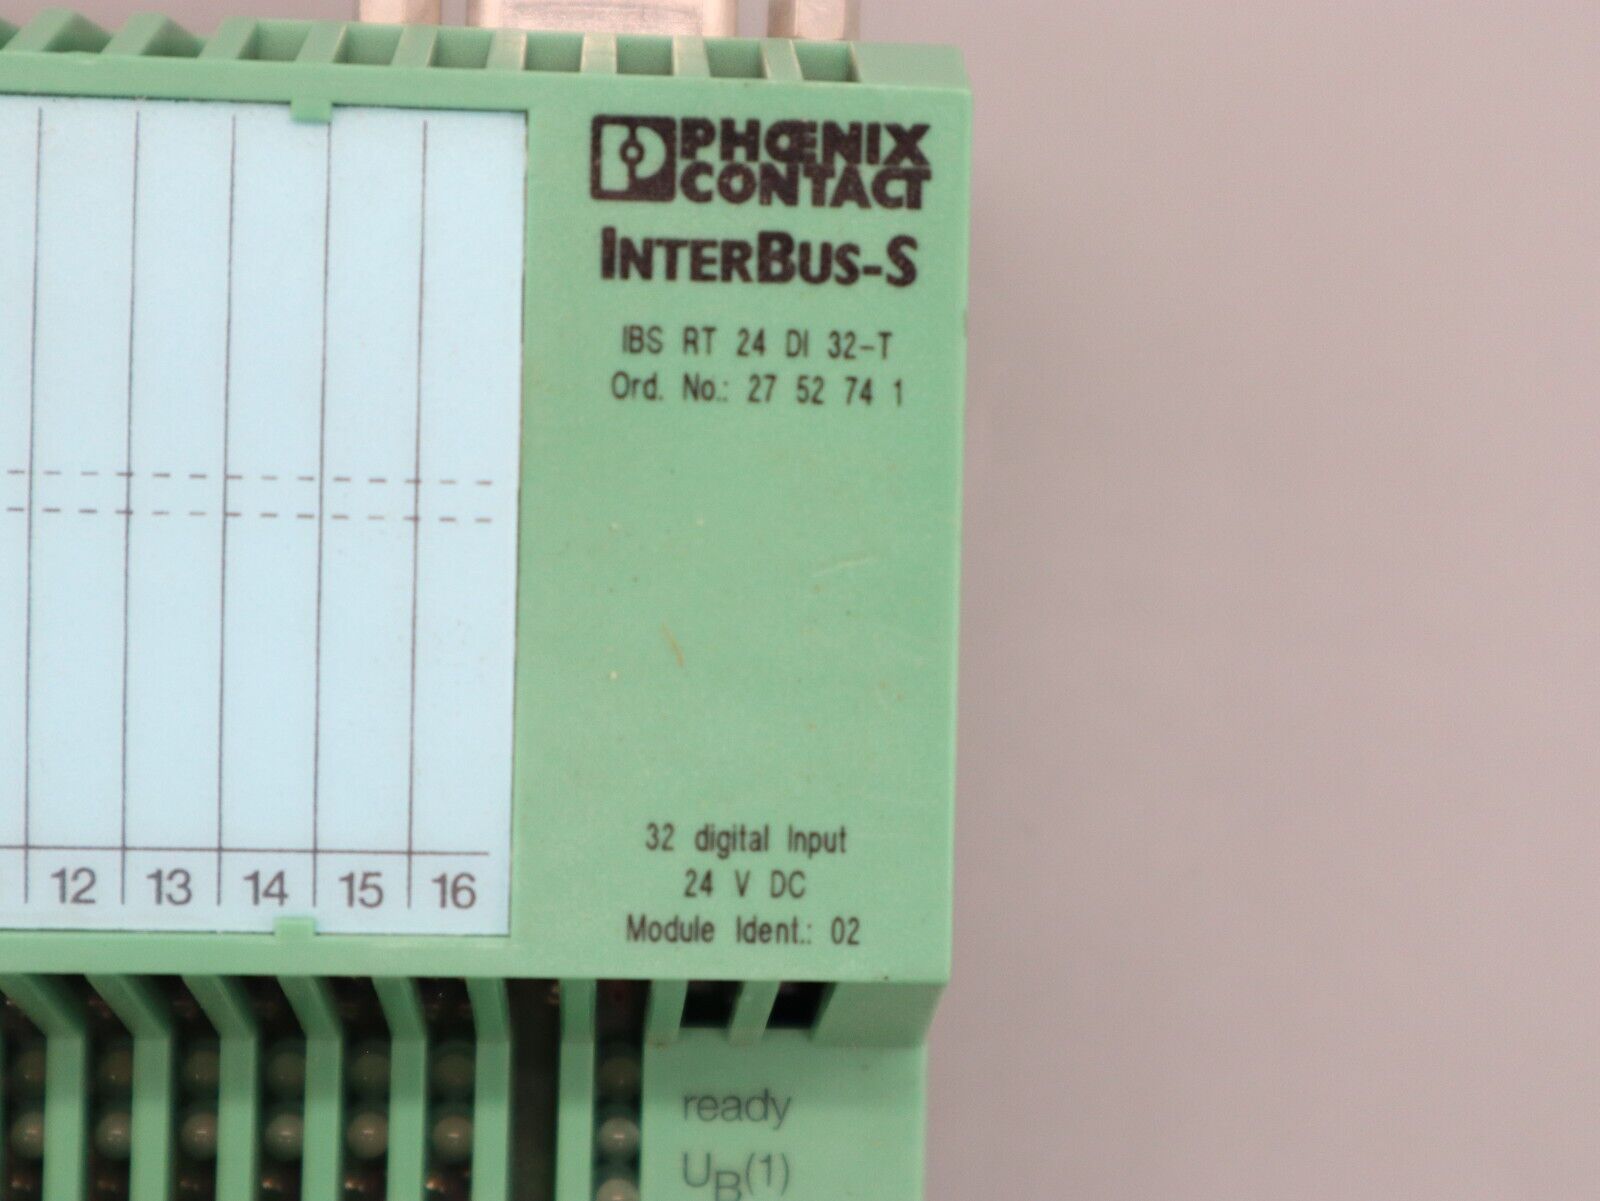 PHŒNIX
CONTACT
INTERBUS-S
IBS RT 24 DI 32-T
Ord. No.: 27 52 74 1
12 13 14 15 16
32 digital Input
24 V DC
Module Ident.: 02
ready
UB(1)